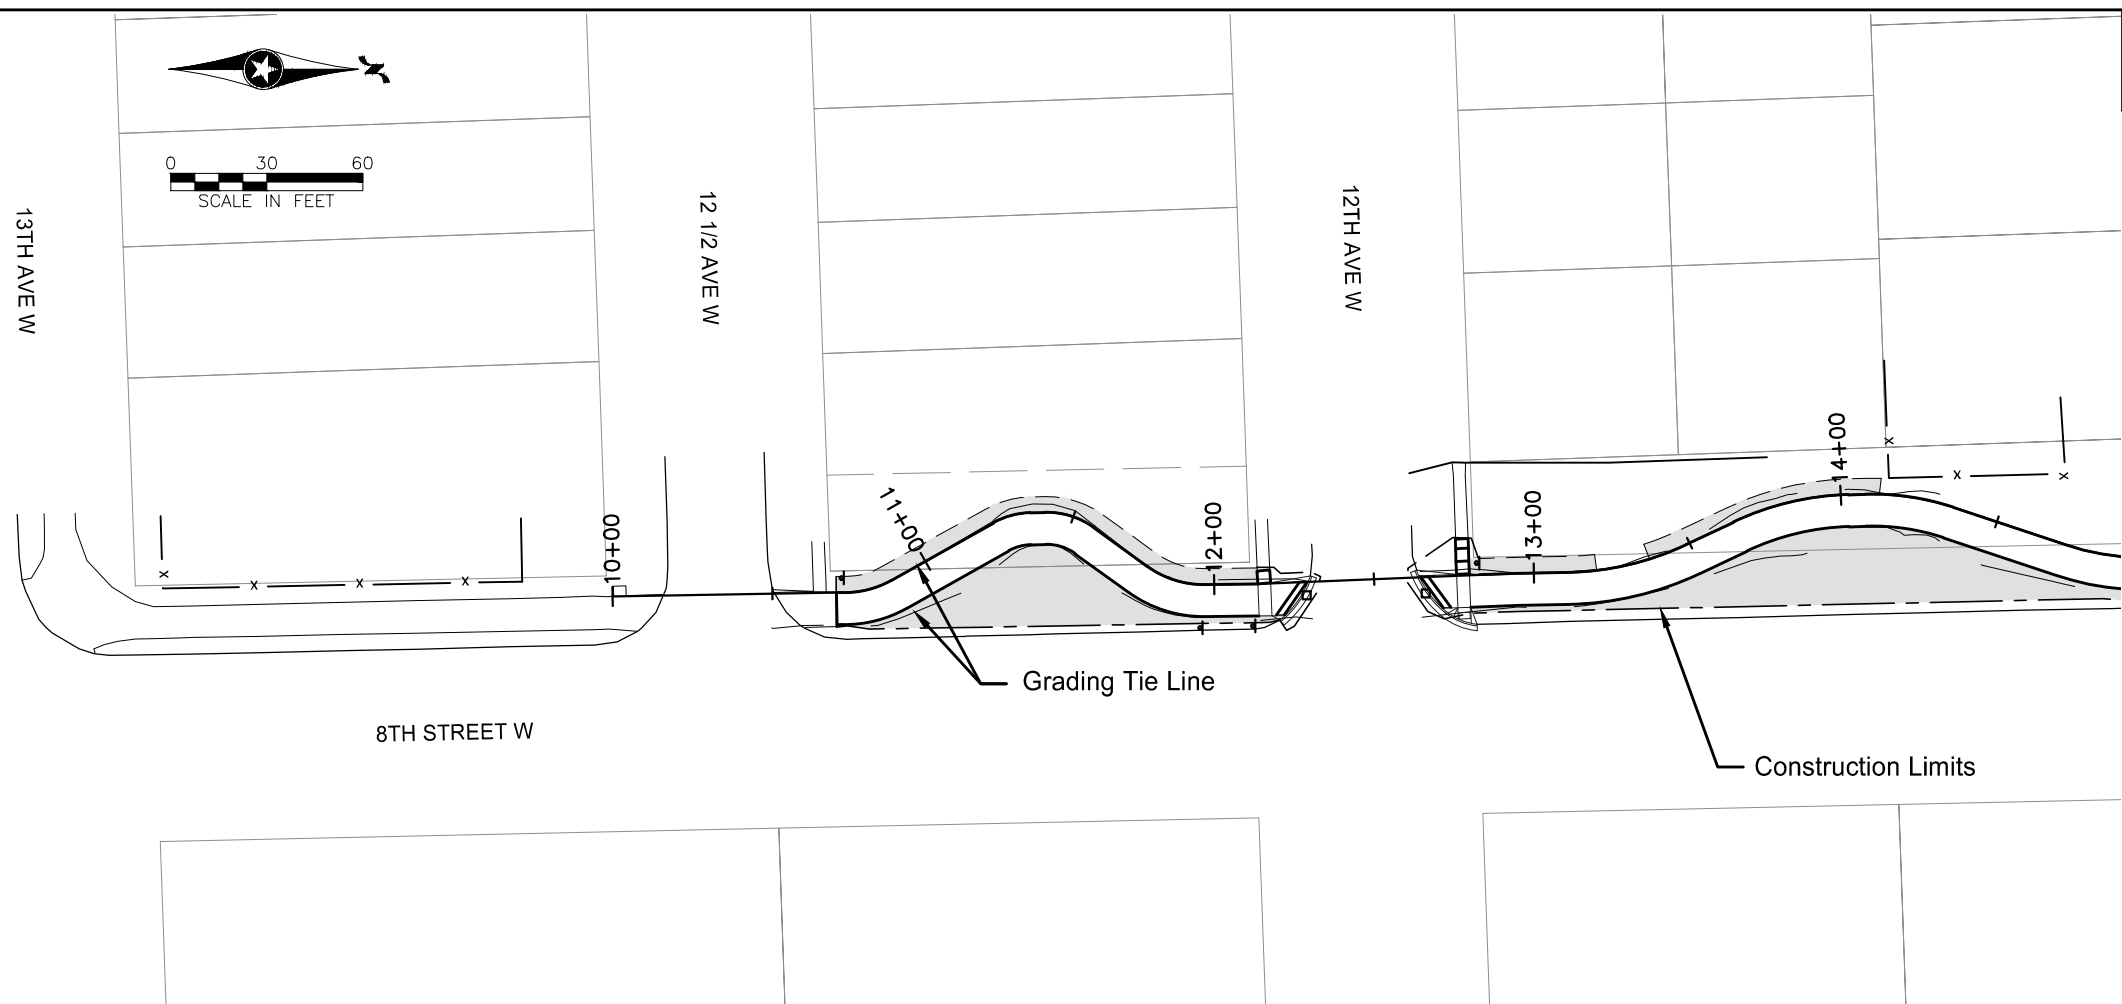 N
0 30 60
SCALE IN FEET
13TH AVE W
12 1/2 AVE W
12TH AVE W
10+00
11+00
12+00
13+00
14+00
x x x x
x x x
Grading Tie Line
8TH STREET W
Construction Limits